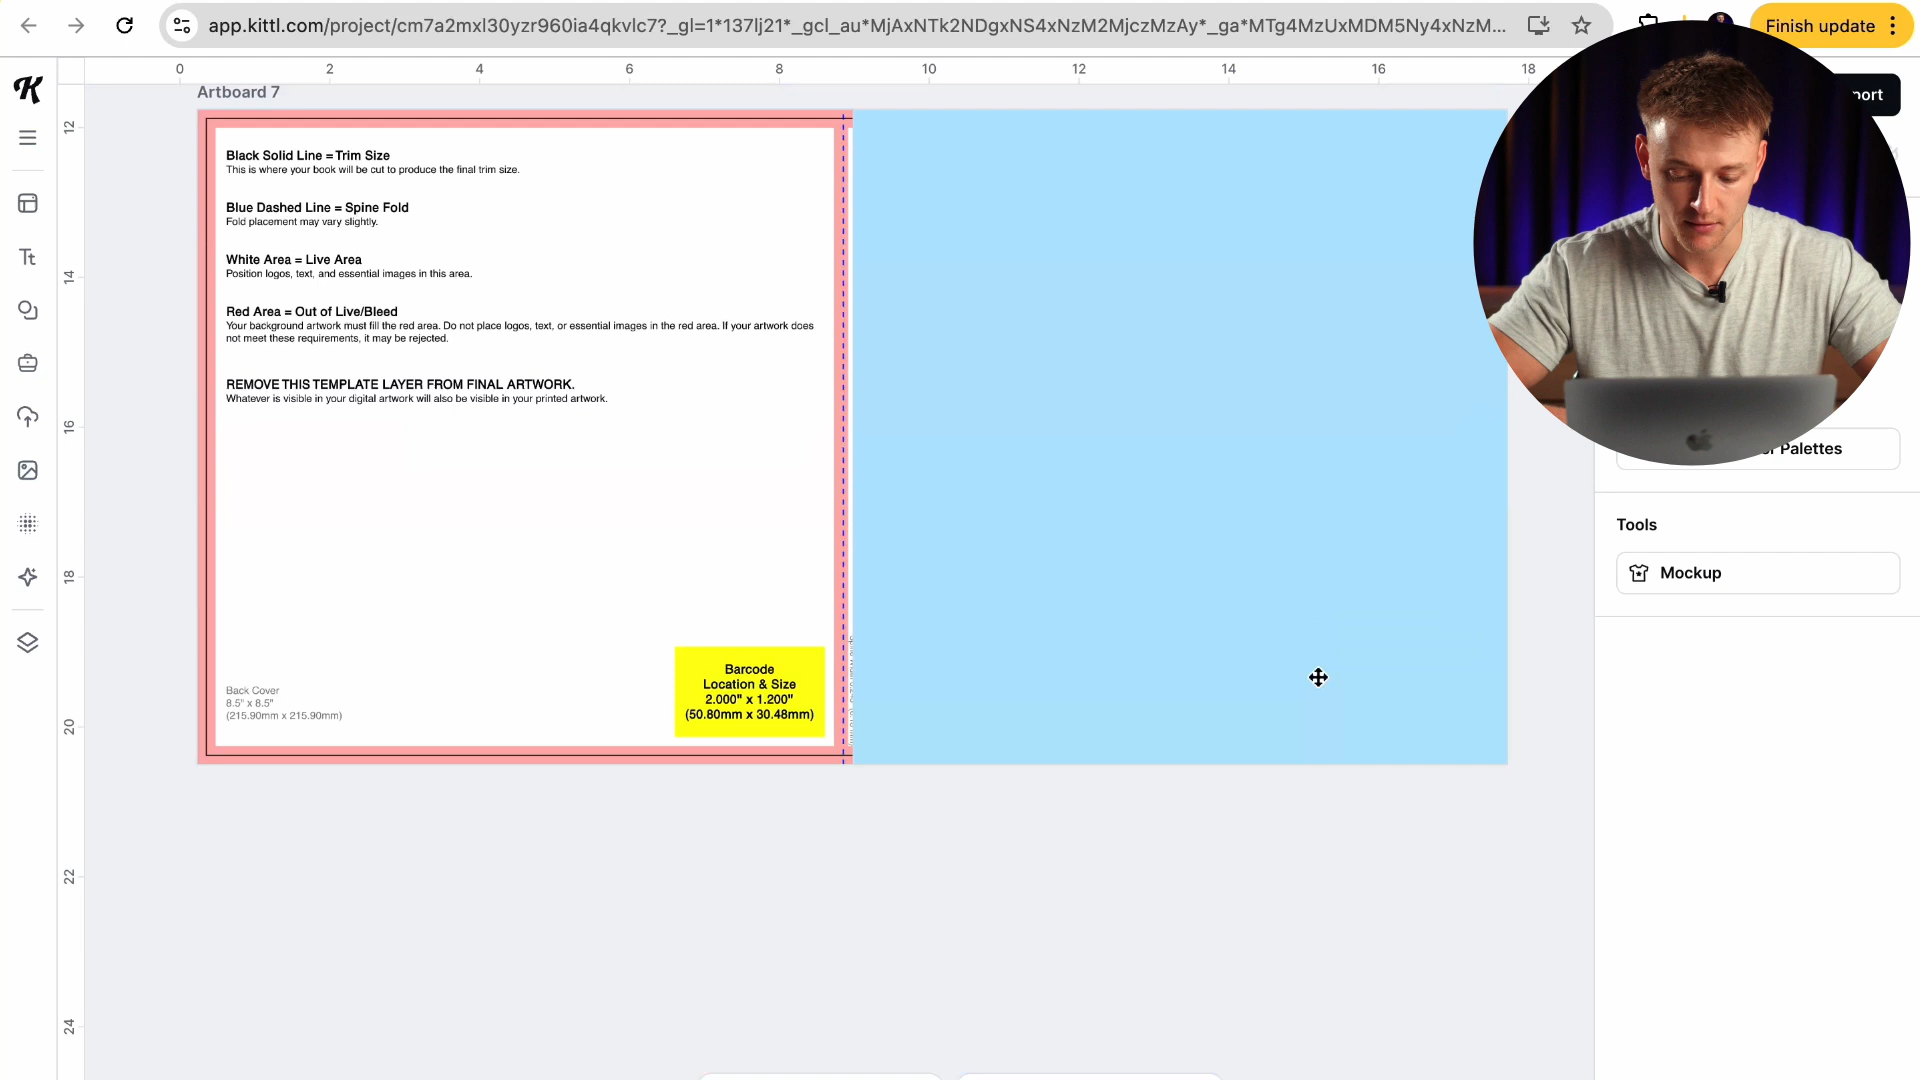 app.kittl.com/project/cm7a2mxl30yzr960ia4qkvlc7?_gl=1*137lj21*_gcl_au*MjAxNTk2NDgxNS4xNzM2MjczMzAy*_ga*MTg4MzUxMDM5Ny4xNzM...
Finish update
0 2 4 6 8 10 12 14 16 18
Artboard 7
port
12
14
16
18
20
22
24
Black Solid Line = Trim Size
This is where your book will be cut to produce the final trim size.
Blue Dashed Line = Spine Fold
Fold placement may vary slightly.
White Area = Live Area
Position logos, text, and essential images in this area.
Red Area = Out of Live/Bleed
Your background artwork must fill the red area. Do not place logos, text, or essential images in the red area. If your artwork does
not meet these requirements, it may be rejected.
REMOVE THIS TEMPLATE LAYER FROM FINAL ARTWORK.
Whatever is visible in your digital artwork will also be visible in your printed artwork.
Back Cover
8.5" x 8.5"
(215.90mm x 215.90mm)
Barcode
Location & Size
2.000" x 1.200"
(50.80mm x 30.48mm)
Palettes
Tools
Mockup